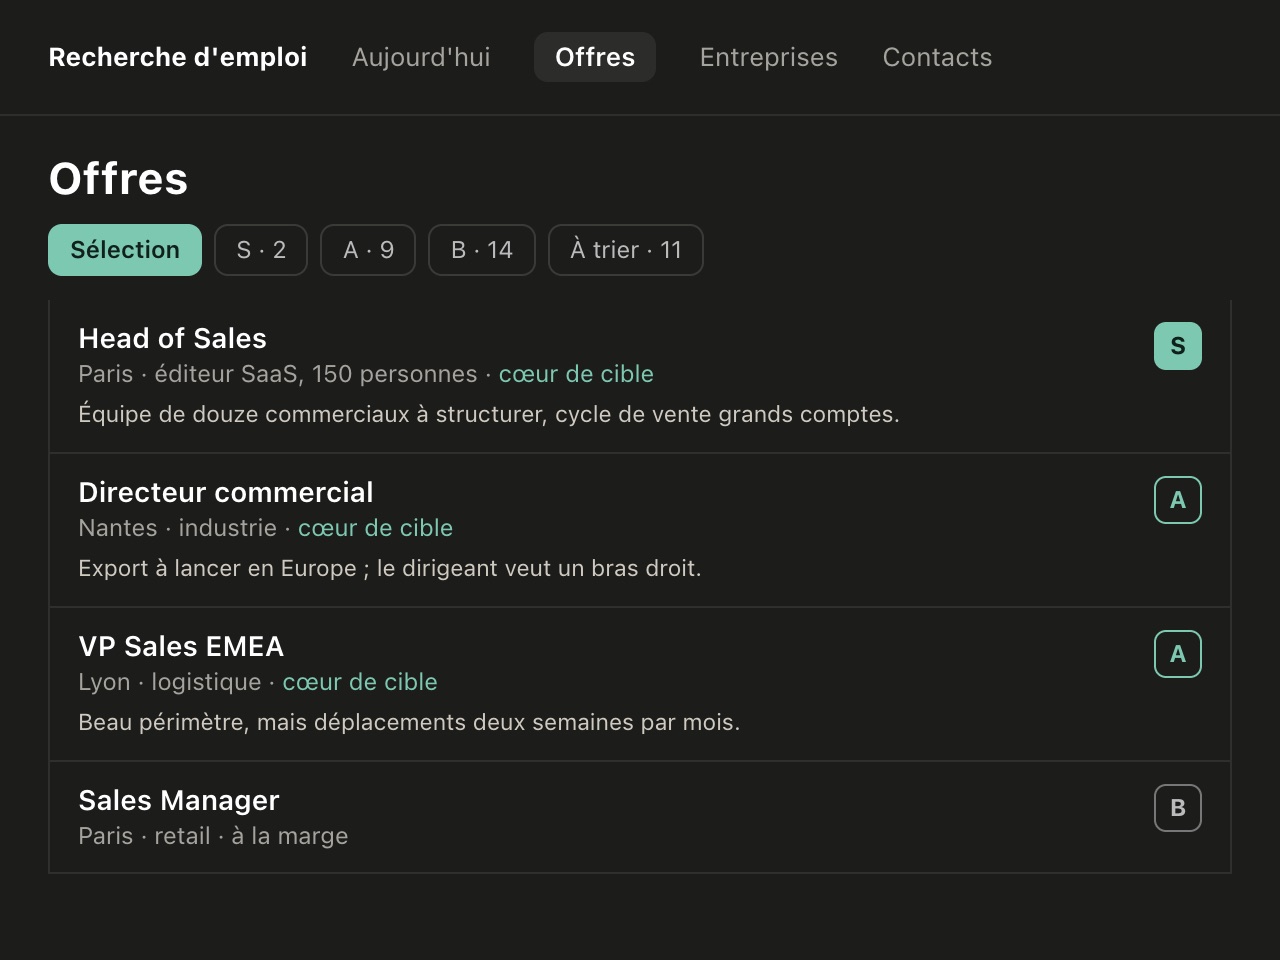 Recherche d'emploi
Aujourd'hui
Offres
Entreprises
Contacts
Offres
Sélection
S · 2
A · 9
B · 14
À trier · 11
Head of Sales
S
Paris · éditeur SaaS, 150 personnes · cœur de cible
Équipe de douze commerciaux à structurer, cycle de vente grands comptes.
Directeur commercial
A
Nantes · industrie · cœur de cible
Export à lancer en Europe ; le dirigeant veut un bras droit.
VP Sales EMEA
A
Lyon · logistique · cœur de cible
Beau périmètre, mais déplacements deux semaines par mois.
Sales Manager
B
Paris · retail · à la marge